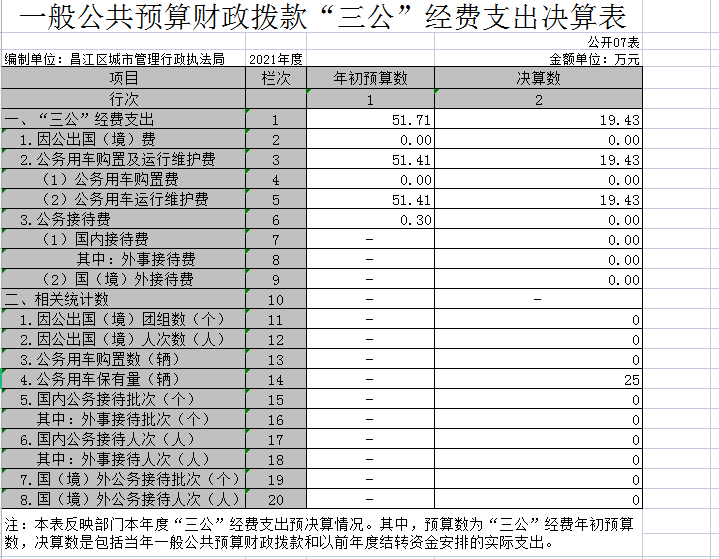 一般公共预算财政拨款“三公”经费支出决算表
公开07表
编制单位：昌江区城市管理行政执法局 2021年度 金额单位：万元
项目 栏次 年初预算数 决算数
行次 1 2
一、“三公”经费支出 1 51.71 19.43
1.因公出国（境）费 2 0.00 0.00
2.公务用车购置及运行维护费 3 51.41 19.43
（1）公务用车购置费 4 0.00 0.00
（2）公务用车运行维护费 5 51.41 19.43
3.公务接待费 6 0.30 0.00
（1）国内接待费 7 - 0.00
其中：外事接待费 8 - 0.00
（2）国（境）外接待费 9 - 0.00
二、相关统计数 10 - -
1.因公出国（境）团组数（个） 11 - 0
2.因公出国（境）人次数（人） 12 - 0
3.公务用车购置数（辆） 13 - 0
4.公务用车保有量（辆） 14 - 25
5.国内公务接待批次（个） 15 - 0
其中：外事接待批次（个） 16 - 0
6.国内公务接待人次（人） 17 - 0
其中：外事接待人次（人） 18 - 0
7.国（境）外公务接待批次（个） 19 - 0
8.国（境）外公务接待人次（人） 20 - 0
注：本表反映部门本年度“三公”经费支出预决算情况。其中，预算数为“三公”经费年初预算
数，决算数是包括当年一般公共预算财政拨款和以前年度结转资金安排的实际支出。